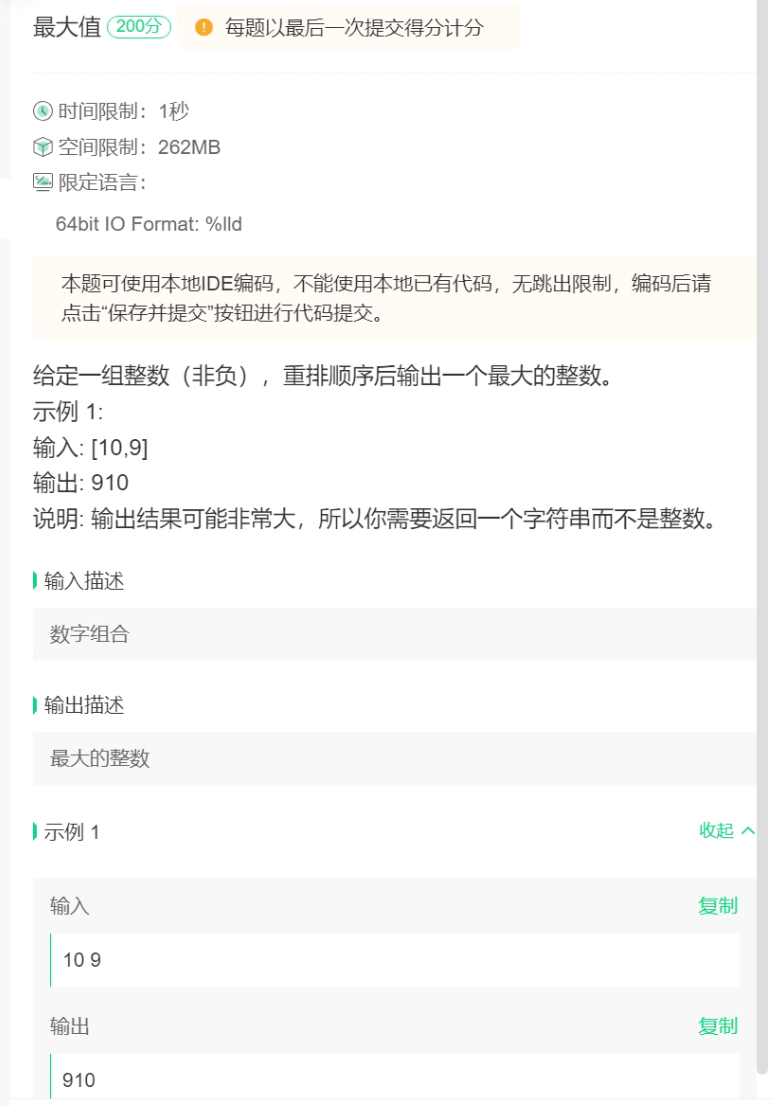 最大值 200分 每题以最后一次提交得分计分
时间限制：1秒
空间限制：262MB
限定语言：
64bit IO Format: %lld
本题可使用本地IDE编码，不能使用本地已有代码，无跳出限制，编码后请
点击“保存并提交”按钮进行代码提交。
给定一组整数（非负），重排顺序后输出一个最大的整数。
示例 1:
输入: [10,9]
输出: 910
说明: 输出结果可能非常大，所以你需要返回一个字符串而不是整数。
输入描述
数字组合
输出描述
最大的整数
示例 1 收起
输入 复制
10 9
输出 复制
910